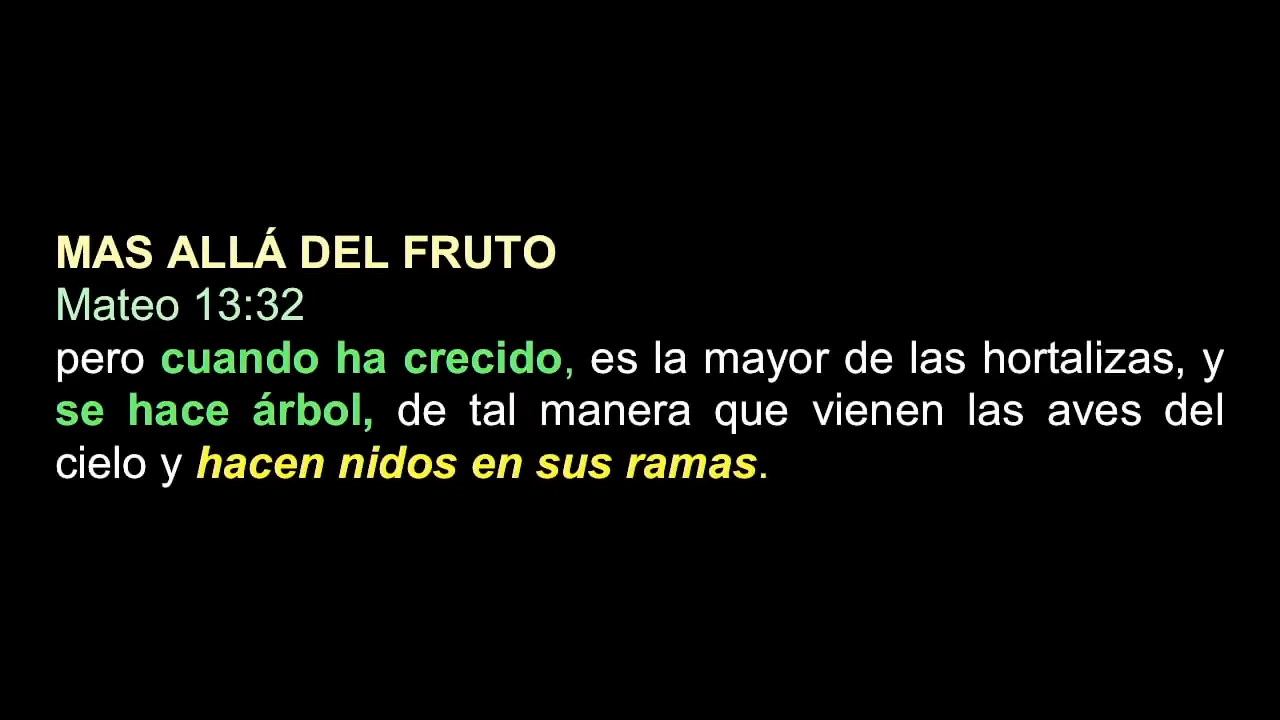 MAS ALLÁ DEL FRUTO
Mateo 13:32
pero cuando ha crecido, es la mayor de las hortalizas, y
se hace árbol, de tal manera que vienen las aves del
cielo y hacen nidos en sus ramas.